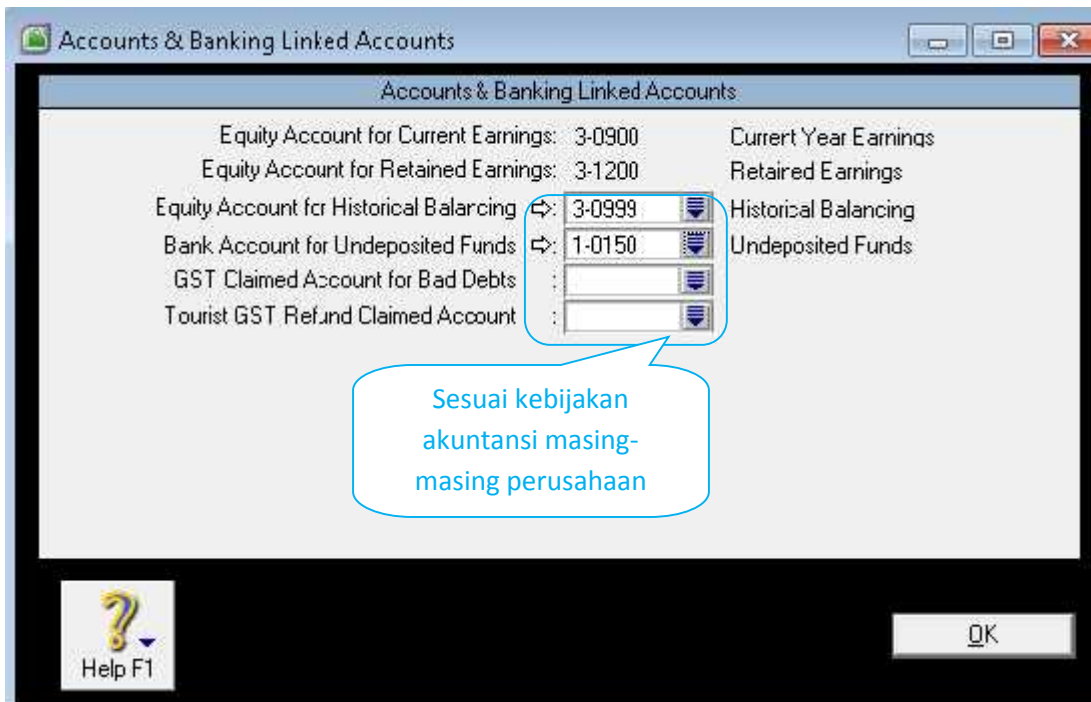 Accounts & Banking Linked Accounts
Accounts & Banking Linked Accounts
Equity Account for Current Earnings: 3-0900 Current Year Earnings
Equity Account for Retained Earnings: 3-1200 Retained Earnings
Equity Account for Historical Balancing ⇨: 3-0999 Historical Balancing
Bank Account for Undeposited Funds ⇨: 1-0150 Undeposited Funds
GST Claimed Account for Bad Debts :
Tourist GST Refund Claimed Account :
Sesuai kebijakan
akuntansi masing-
masing perusahaan
Help F1
OK